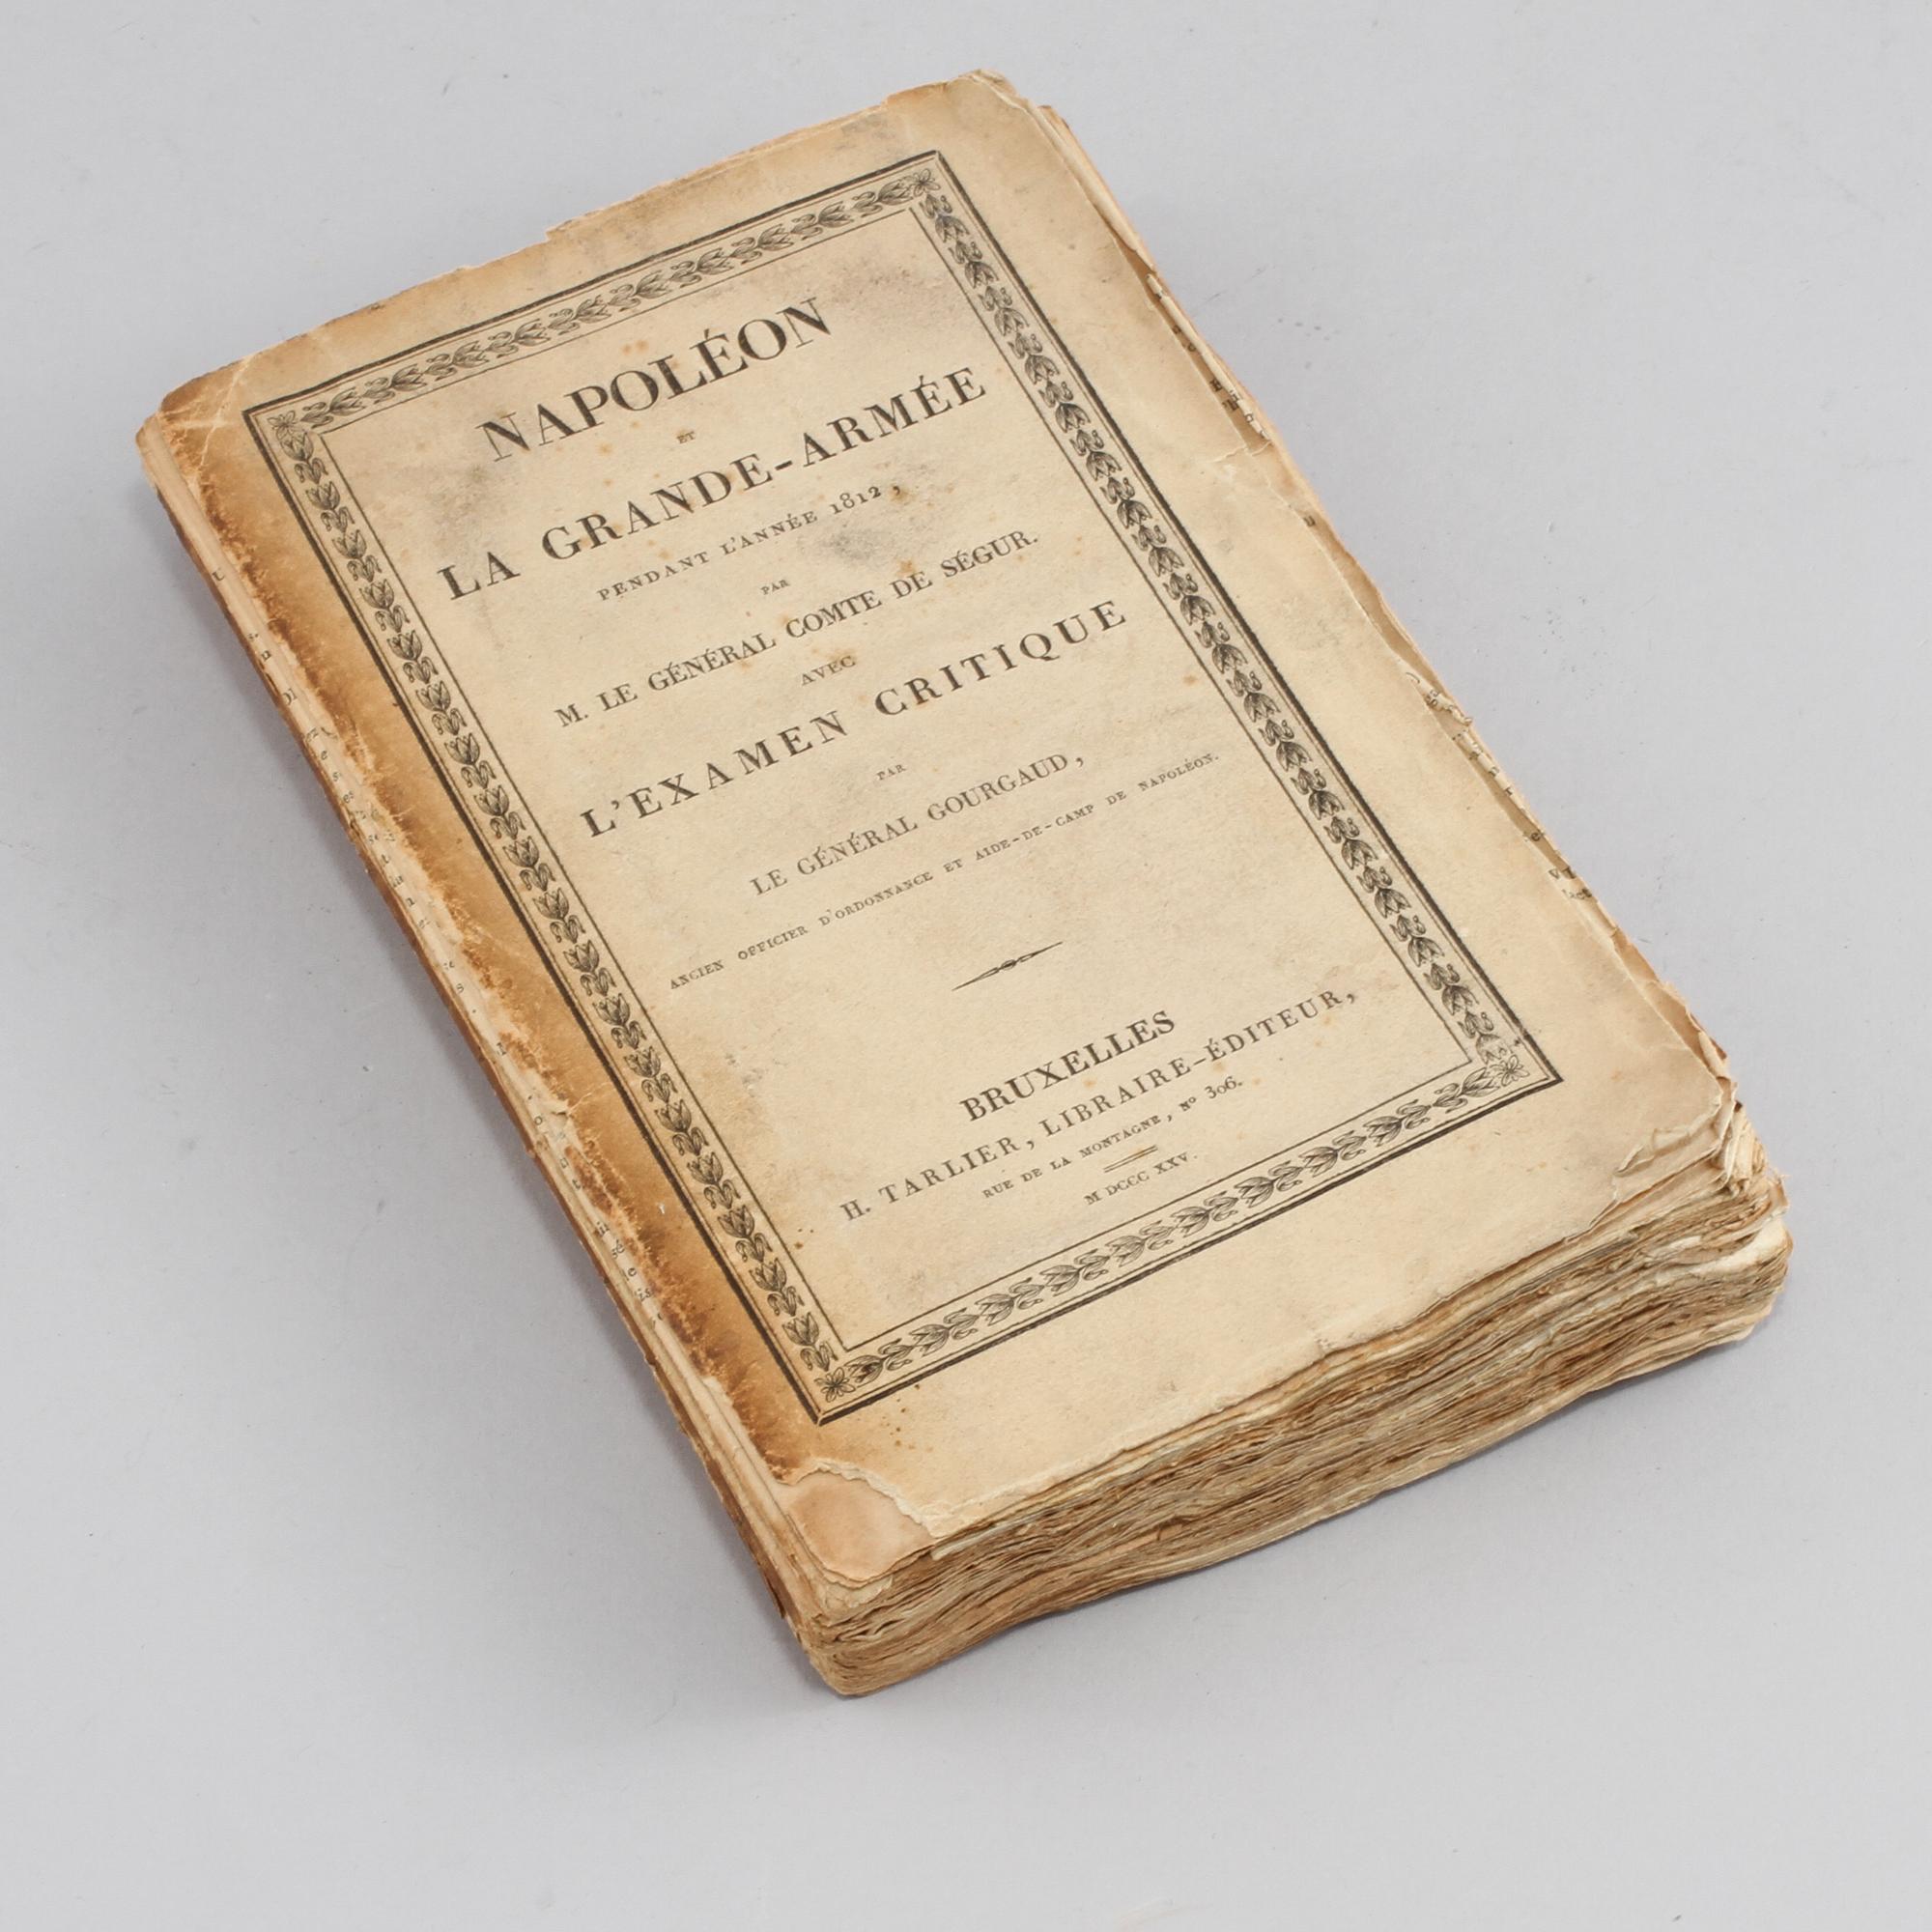 NAPOLÉON
ET
LA GRANDE-ARMÉE
PENDANT L'ANNÉE 1812,
PAR
M. LE GÉNÉRAL COMTE DE SÉGUR.
AVEC
L'EXAMEN CRITIQUE
PAR
LE GÉNÉRAL GOURGAUD,
ANCIEN OFFICIER D'ORDONNANCE ET AIDE-DE-CAMP DE NAPOLÉON.
BRUXELLES
H. TARLIER, LIBRAIRE-ÉDITEUR,
RUE DE LA MONTAGNE, Nº 306.
M DCCC XXV.